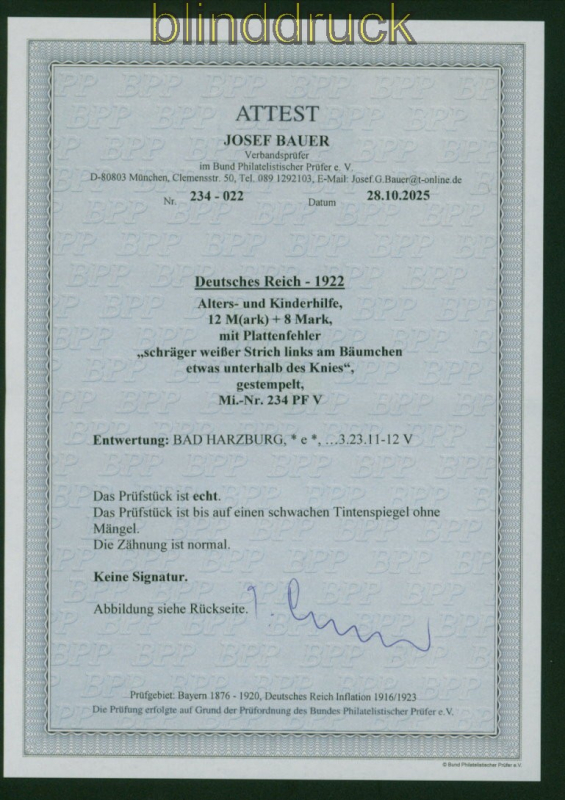 blinddruck
ATTEST
JOSEF BAUER
Verbandsprüfer
im Bund Philatelistischer Prüfer e. V.
D-80803 München, Clemensstr. 50, Tel. 089 1292103, E-Mail: Josef.G.Bauer@t-online.de
Nr. 234 - 022 Datum 28.10.2025
Deutsches Reich - 1922
Alters- und Kinderhilfe,
12 M(ark) + 8 Mark,
mit Plattenfehler
„schräger weißer Strich links am Bäumchen
etwas unterhalb des Knies“,
gestempelt,
Mi.-Nr. 234 PF V
Entwertung: BAD HARZBURG, * e *, …3.23.11-12 V
Das Prüfstück ist echt.
Das Prüfstück ist bis auf einen schwachen Tintenspiegel ohne
Mängel.
Die Zähnung ist normal.
Keine Signatur.
Abbildung siehe Rückseite.
Prüfgebiet: Bayern 1876 - 1920, Deutsches Reich Inflation 1916/1923
Die Prüfung erfolgte auf Grund der Prüfordnung des Bundes Philatelistischer Prüfer e.V.
© Bund Philatelistischer Prüfer e.V.